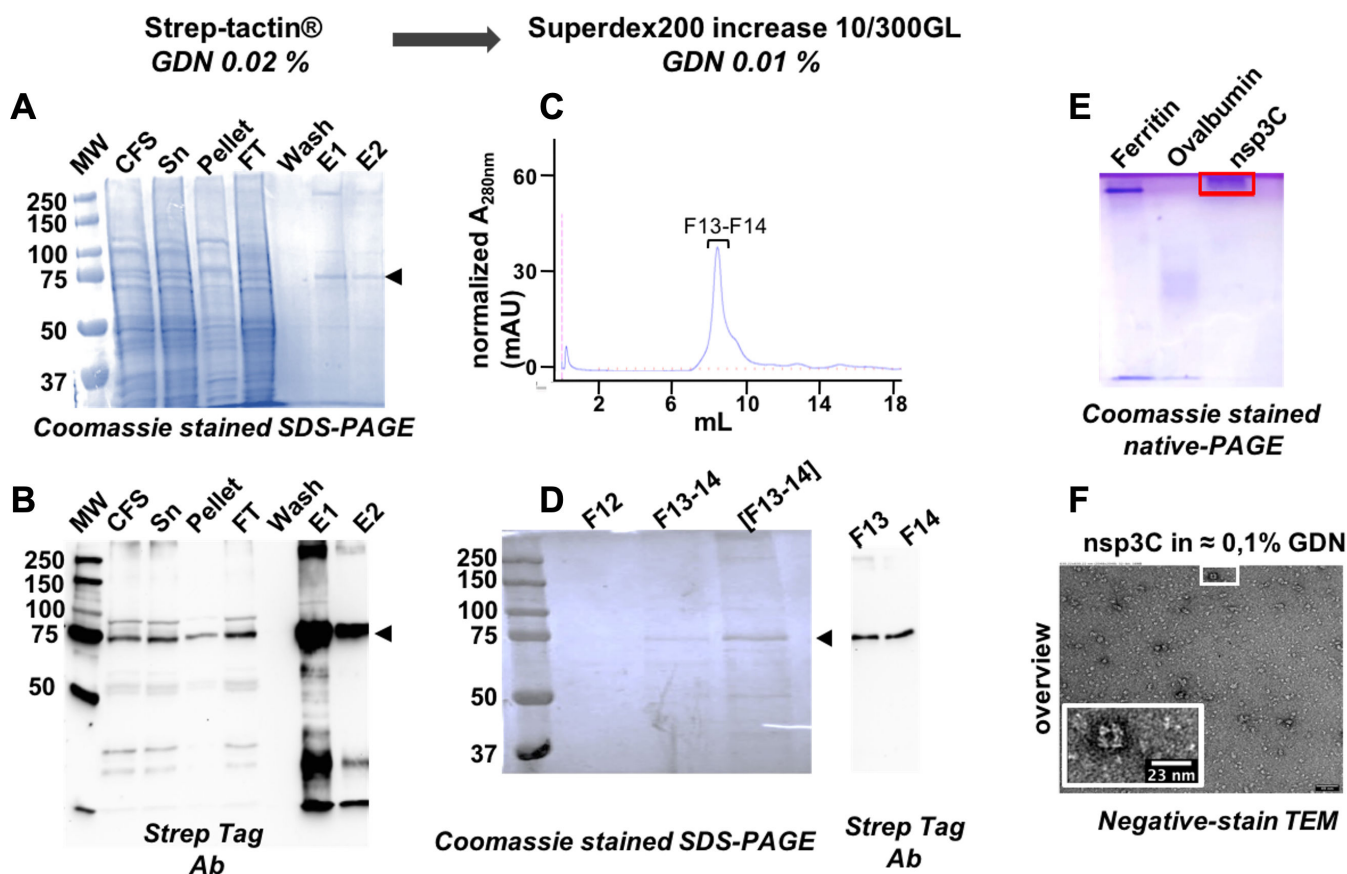 Strep-tactin®
GDN 0.02 %
Superdex200 increase 10/300GL
GDN 0.01 %
A
MW
CFS
Sn
Pellet
FT
Wash
E1
E2
250
150
100
75
50
37
Coomassie stained SDS-PAGE
B
MW
CFS
Sn
Pellet
FT
Wash
E1
E2
250
150
100
75
50
Strep Tag
Ab
C
normalized A280nm
(mAU)
60
30
0
F13-F14
2
6
10
14
18
mL
D
F12
F13-14
[F13-14]
250
150
100
75
50
37
Coomassie stained SDS-PAGE
F13
F14
Strep Tag
Ab
E
Ferritin
Ovalbumin
nsp3C
Coomassie stained
native-PAGE
F
nsp3C in ≈ 0,1% GDN
overview
23 nm
Negative-stain TEM